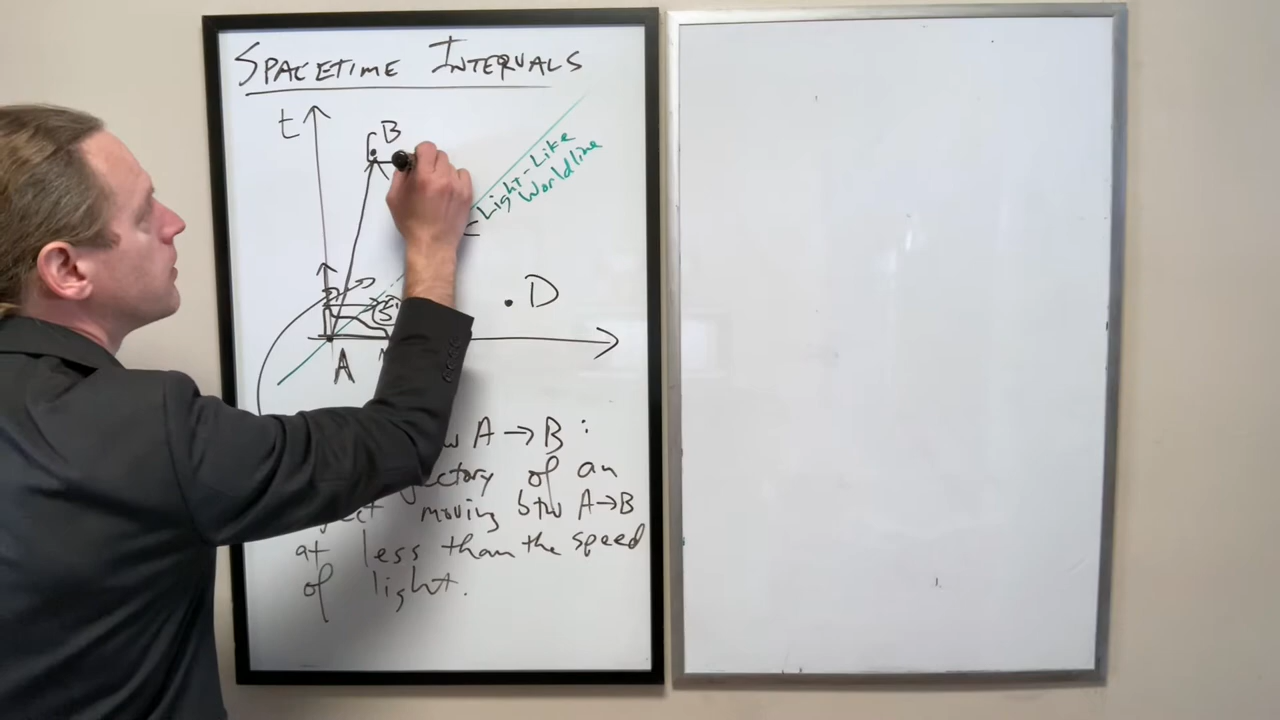 SPACETIME INTERVALS
t
B
Light-Like
Worldline
D
A
A → B :
of an
moving btw A→B
at less than the speed
of light.